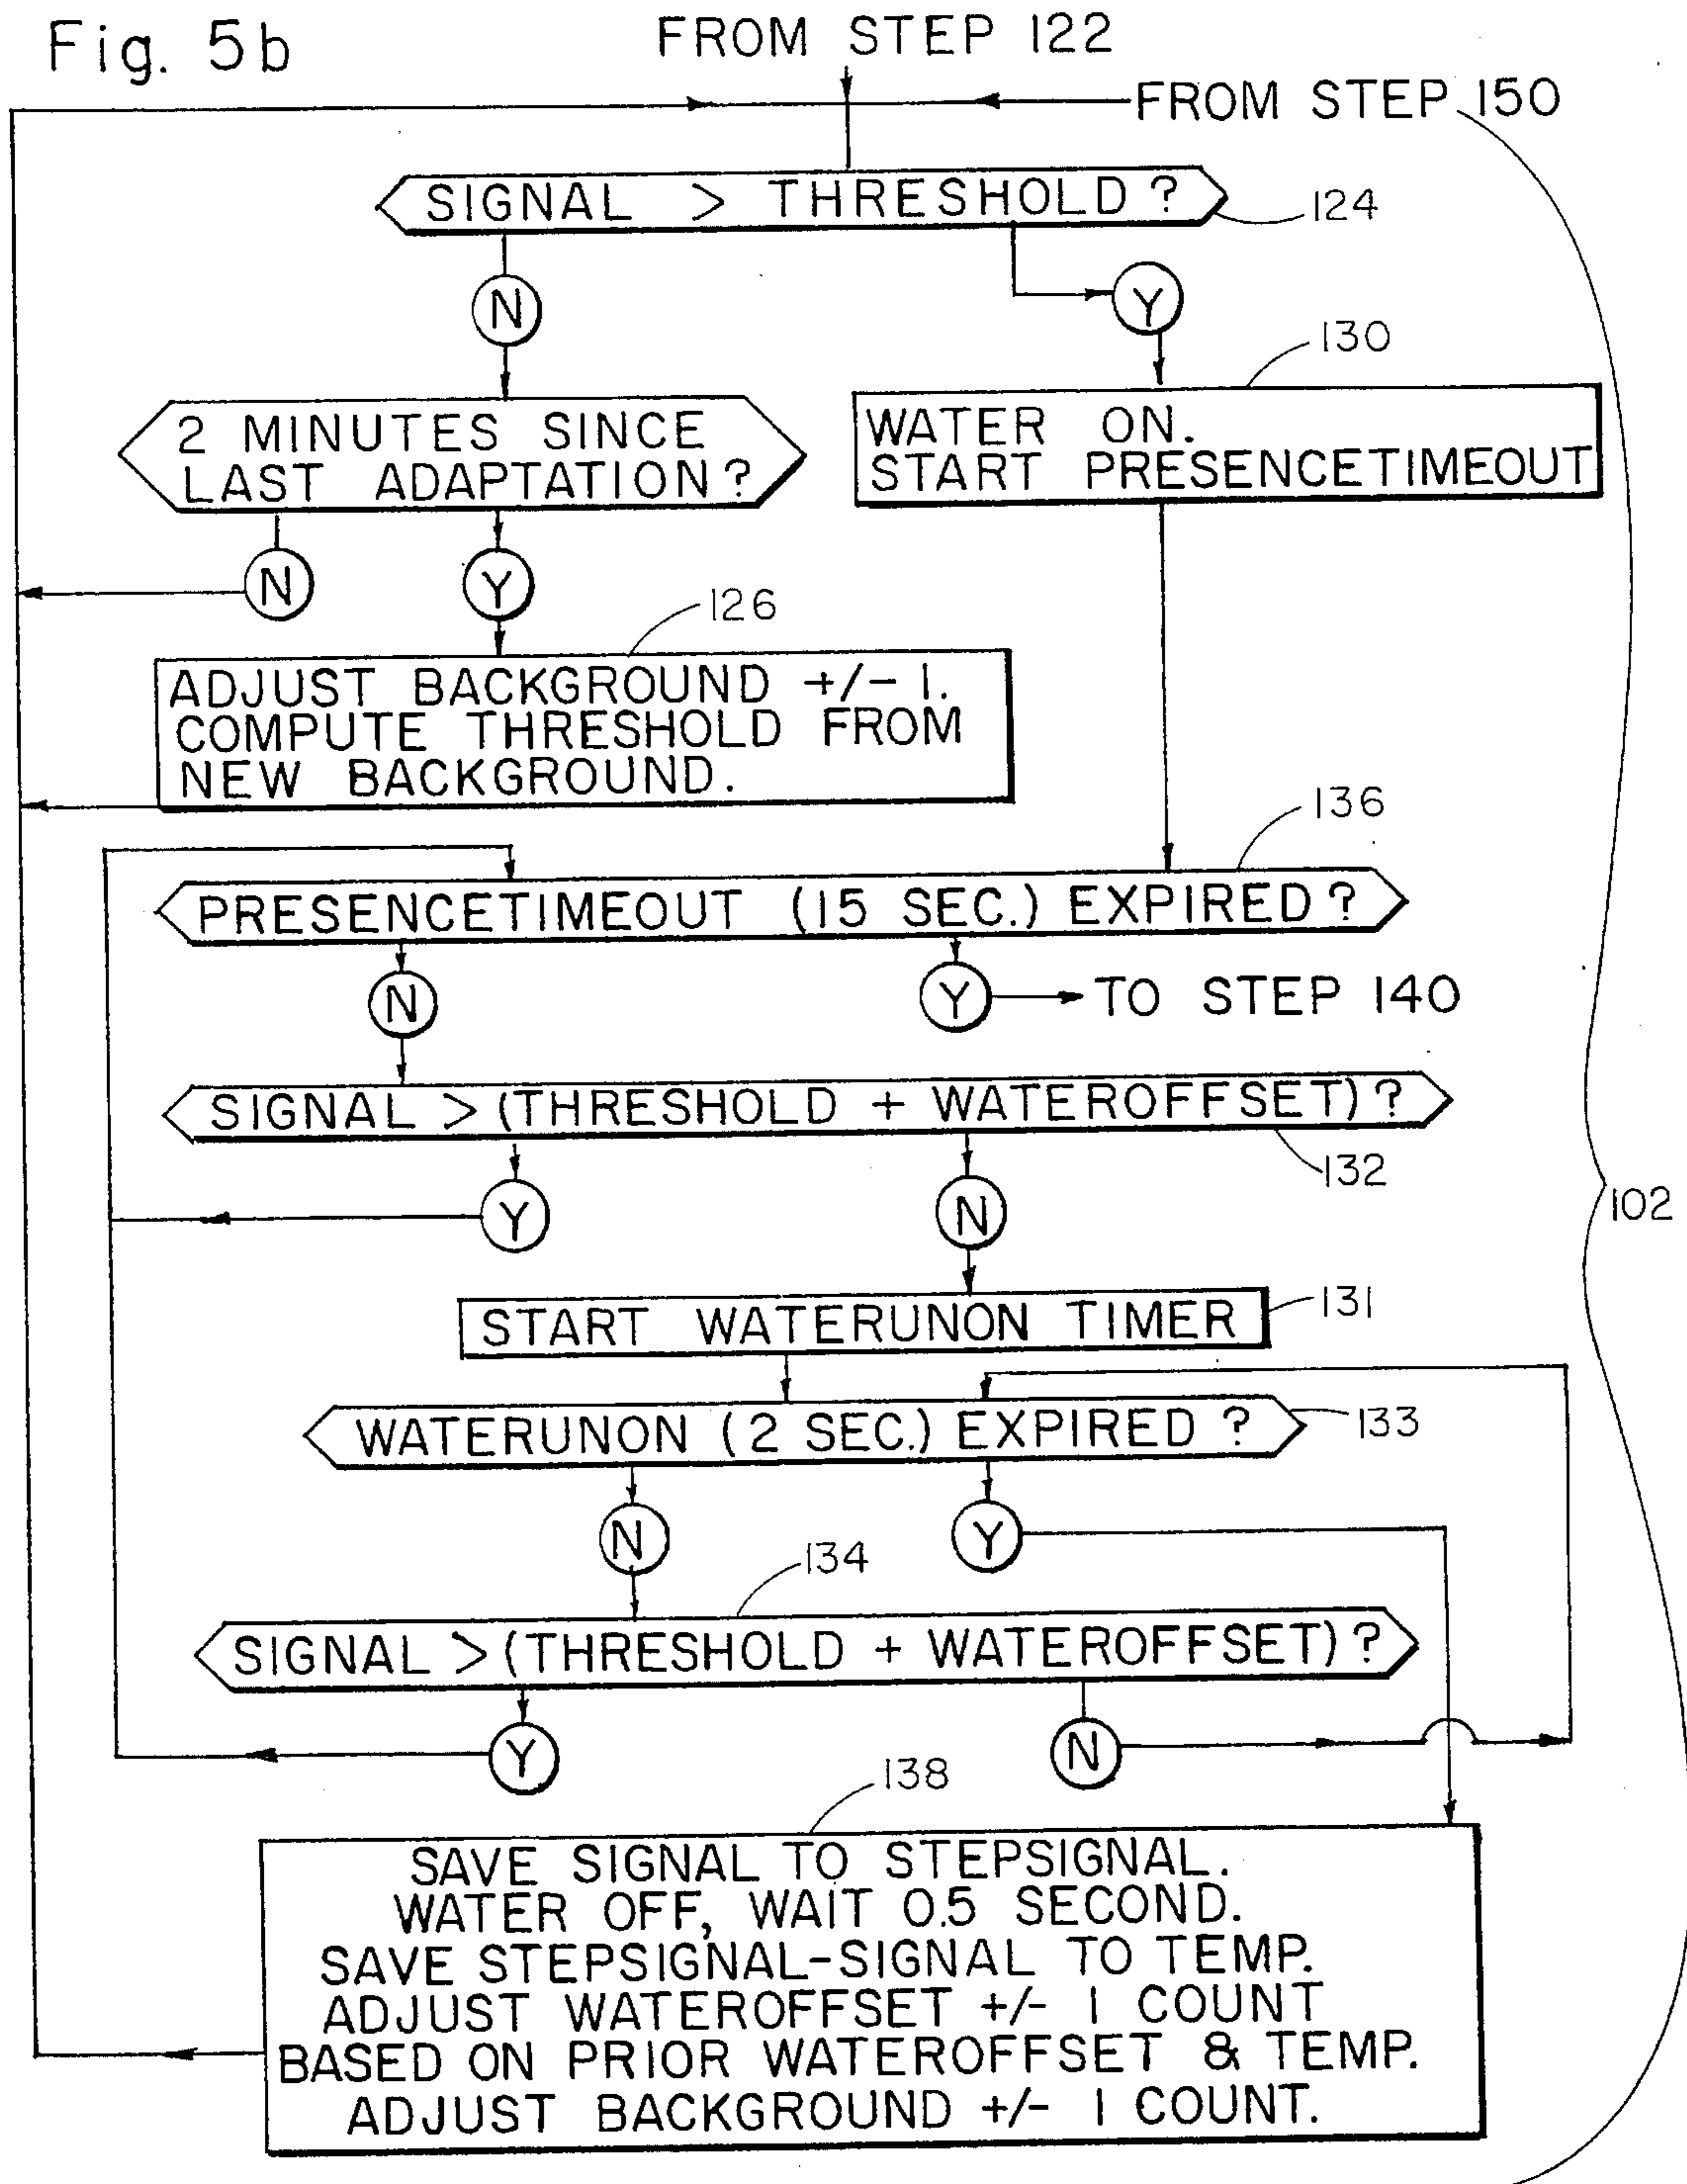 Fig. 5b
FROM STEP 122
FROM STEP 150
SIGNAL > THRESHOLD?
124
N
Y
130
2 MINUTES SINCE
LAST ADAPTATION?
WATER ON.
START PRESENCETIMEOUT
N
Y
126
ADJUST BACKGROUND +/- 1.
COMPUTE THRESHOLD FROM
NEW BACKGROUND.
136
PRESENCETIMEOUT (15 SEC.) EXPIRED?
N
Y
TO STEP 140
SIGNAL > (THRESHOLD + WATEROFFSET)?
132
Y
N
102
START WATERUNON TIMER
131
WATERUNON (2 SEC.) EXPIRED ?
133
N
Y
134
SIGNAL > (THRESHOLD + WATEROFFSET) ?
Y
N
138
SAVE SIGNAL TO STEPSIGNAL.
WATER OFF, WAIT 0.5 SECOND.
SAVE STEPSIGNAL-SIGNAL TO TEMP.
ADJUST WATEROFFSET +/- 1 COUNT
BASED ON PRIOR WATEROFFSET & TEMP.
ADJUST BACKGROUND +/- 1 COUNT.